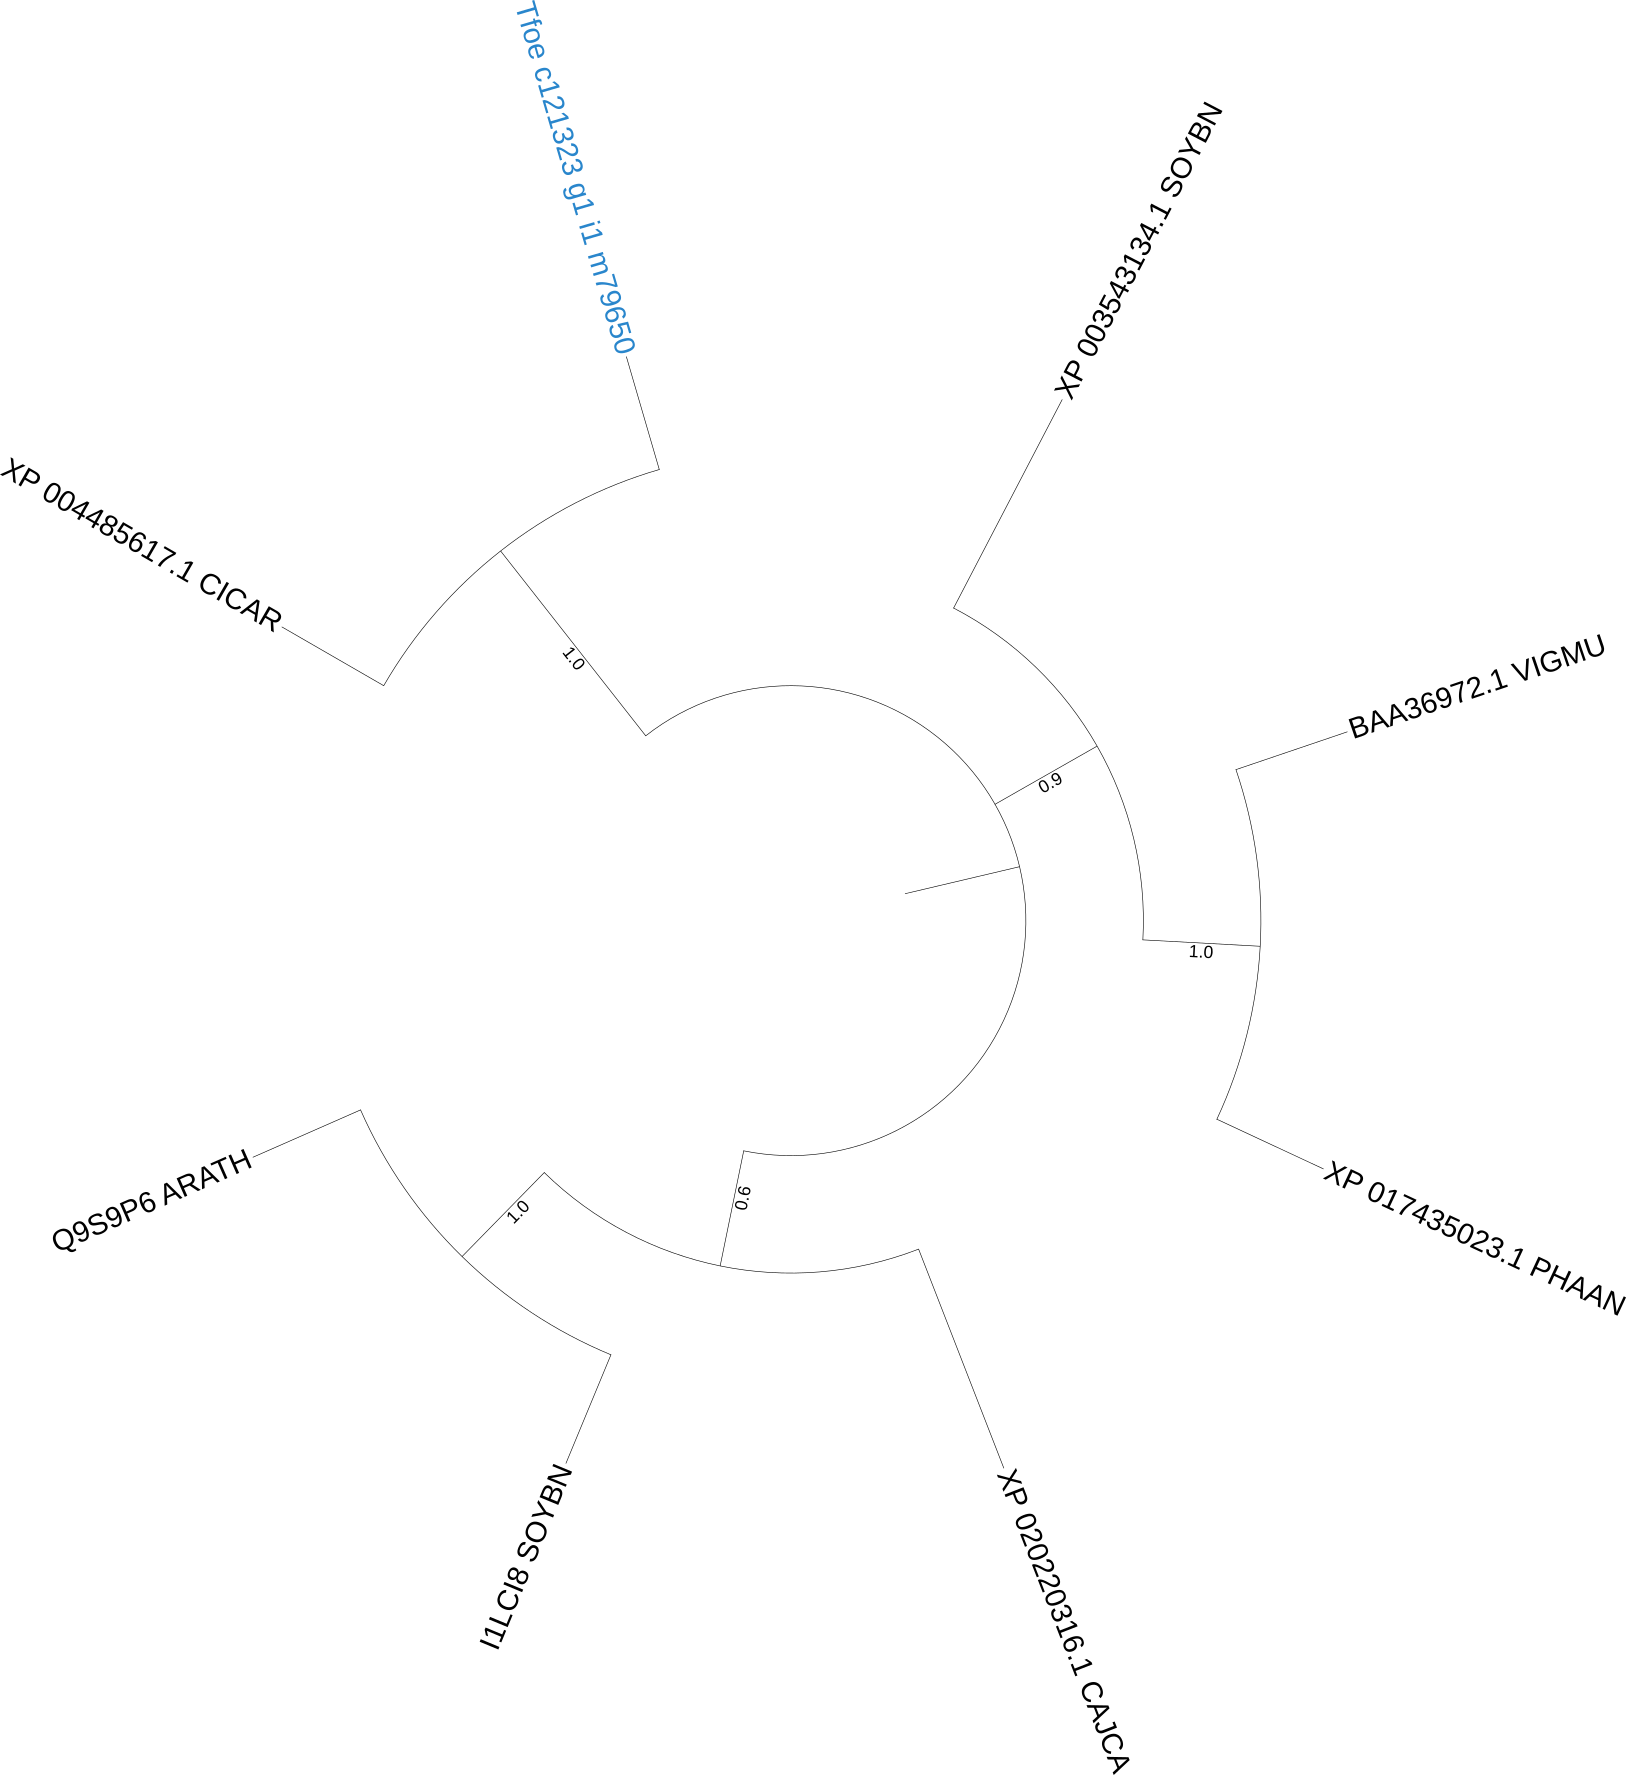 Tfoe c121323 g1 i1 m79650
XP 003543134.1 SOYBN
XP 004485617.1 CICAR
BAA36972.1 VIGMU
1.0
0.9
1.0
Q9S9P6 ARATH
1.0
0.6
XP 017435023.1 PHAAN
I1LCI8 SOYBN
XP 020220316.1 CAJCA